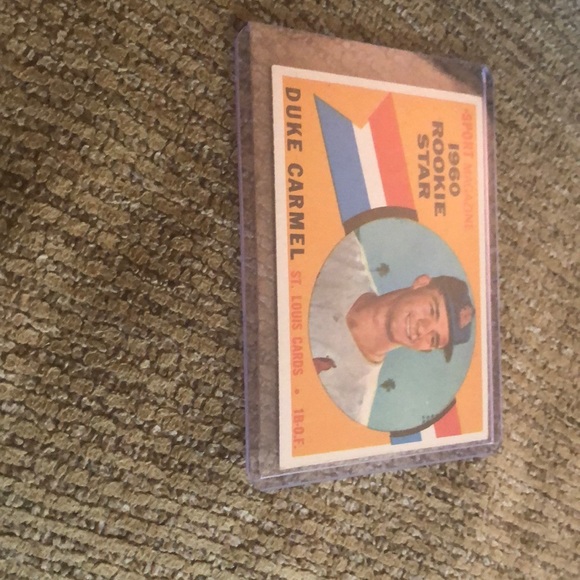 SPORT MAGAZINE
1960
ROOKIE
STAR
DUKE CARMEL ST. LOUIS CARDS • 1B-O.F.